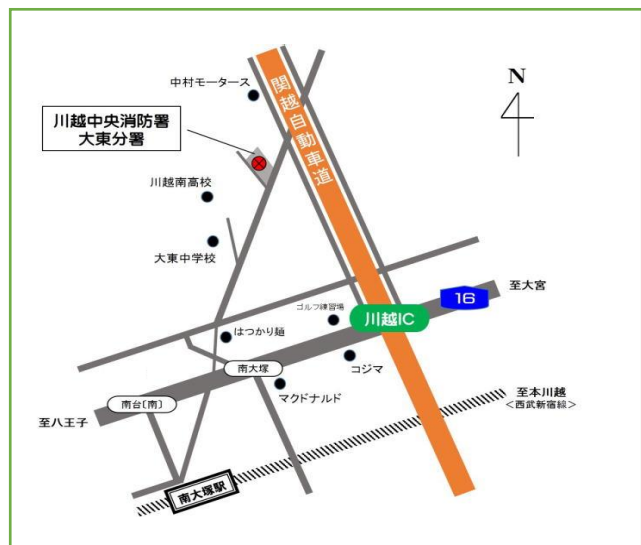 中村モータース
N
川越中央消防署
大東分署
関越自動車道
川越南高校
大東中学校
至大宮
16
ゴルフ練習場
川越IC
はつかり麺
南大塚
コジマ
至本川越
<西武新宿線>
マクドナルド
南台〔南〕
至八王子
南大塚駅